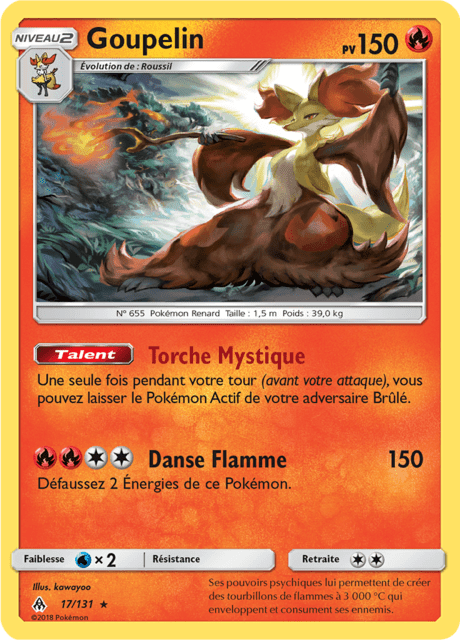 NIVEAU 2
Goupelin
PV 150
Évolution de : Roussil
N° 655 Pokémon Renard Taille : 1,5 m Poids : 39,0 kg
Talent Torche Mystique
Une seule fois pendant votre tour (avant votre attaque), vous
pouvez laisser le Pokémon Actif de votre adversaire Brûlé.
Danse Flamme 150
Défaussez 2 Énergies de ce Pokémon.
Faiblesse × 2 Résistance Retraite
Illus. kawayoo
17/131 ★
©2018 Pokémon
Ses pouvoirs psychiques lui permettent de créer
des tourbillons de flammes à 3 000 °C qui
enveloppent et consument ses ennemis.